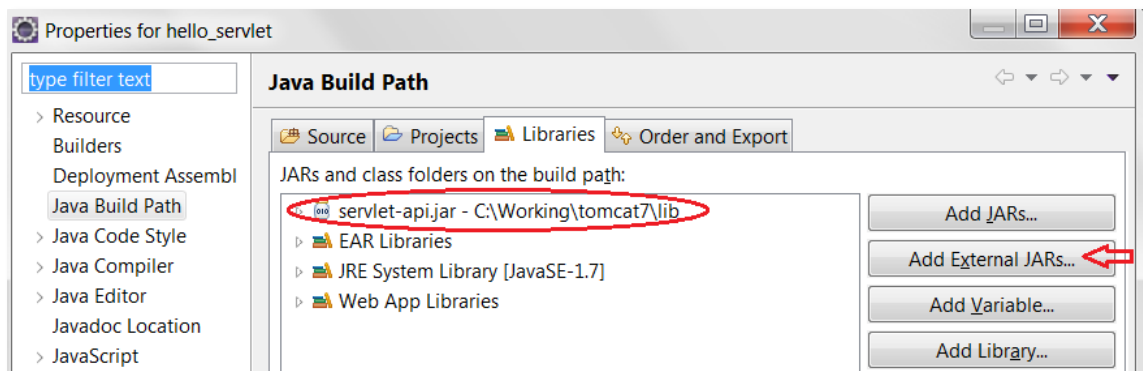 Properties for hello_servlet
type filter text
Java Build Path
Resource
Builders
Deployment Assembl
Java Build Path
Java Code Style
Java Compiler
Java Editor
Javadoc Location
JavaScript
Source Projects Libraries Order and Export
JARs and class folders on the build path:
servlet-api.jar - C:\Working\tomcat7\lib
EAR Libraries
JRE System Library [JavaSE-1.7]
Web App Libraries
Add JARs...
Add External JARs...
Add Variable...
Add Library...